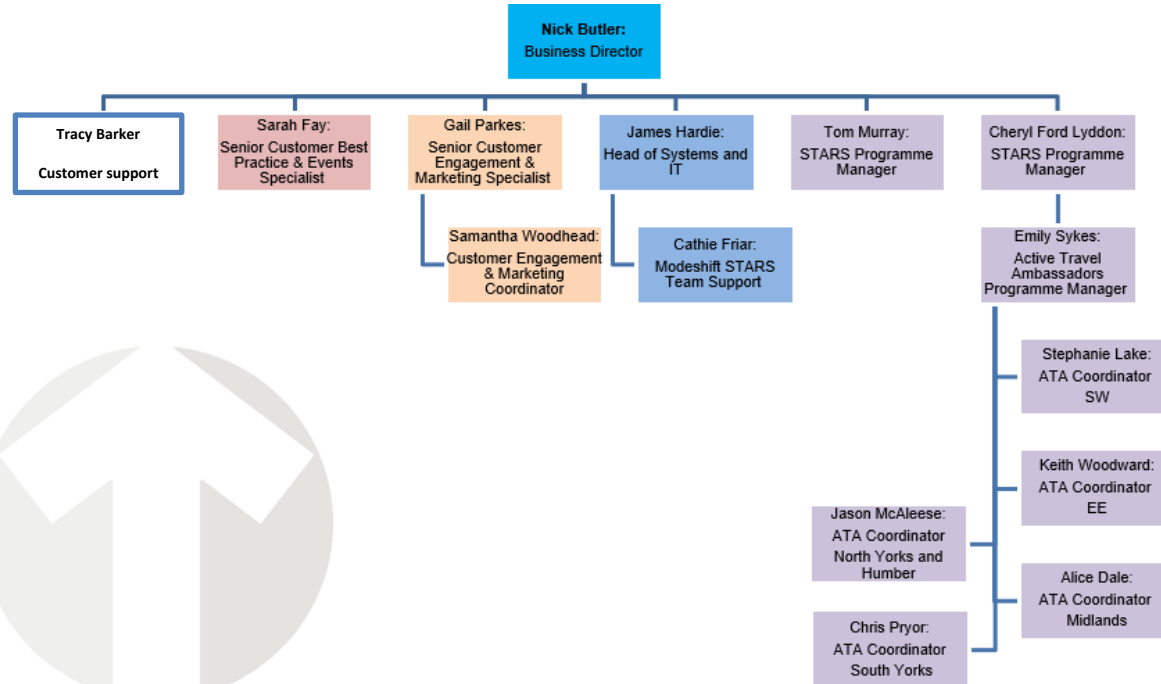 Nick Butler:
Business Director
Tracy Barker
Customer support
Sarah Fay:
Senior Customer Best
Practice & Events
Specialist
Gail Parkes:
Senior Customer
Engagement &
Marketing Specialist
James Hardie:
Head of Systems and
IT
Tom Murray:
STARS Programme
Manager
Cheryl Ford Lyddon:
STARS Programme
Manager
Samantha Woodhead:
Customer Engagement
& Marketing
Coordinator
Cathie Friar:
Modeshift STARS
Team Support
Emily Sykes:
Active Travel
Ambassadors
Programme Manager
Stephanie Lake:
ATA Coordinator
SW
Keith Woodward:
ATA Coordinator
EE
Jason McAleese:
ATA Coordinator
North Yorks and
Humber
Alice Dale:
ATA Coordinator
Midlands
Chris Pryor:
ATA Coordinator
South Yorks